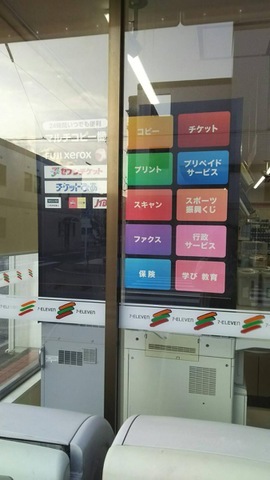 マルチコピー機
FUJI xerox
セブンチケット
チケットぴあ
コピー
チケット
プリント
プリペイド
サービス
スキャン
スポーツ
振興くじ
ファクス
行政
サービス
保険
学び 教育
7-ELEVEN
7-ELEVEN
7-ELEVEN